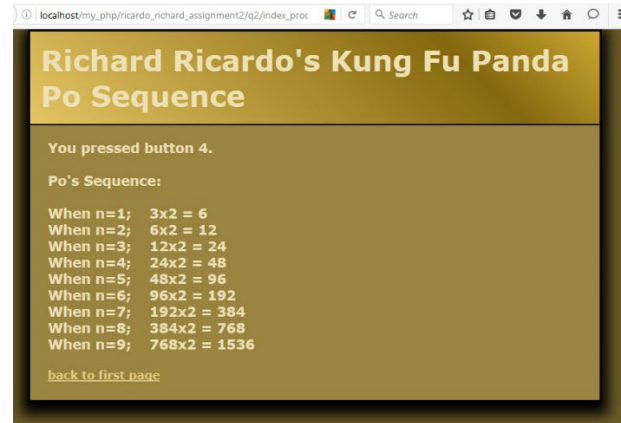 localhost/my_php/ricardo_richard_assignment2/q2/index_proc
Search
Richard Ricardo's Kung Fu Panda
Po Sequence
You pressed button 4.
Po's Sequence:
When n=1; 3x2 = 6
When n=2; 6x2 = 12
When n=3; 12x2 = 24
When n=4; 24x2 = 48
When n=5; 48x2 = 96
When n=6; 96x2 = 192
When n=7; 192x2 = 384
When n=8; 384x2 = 768
When n=9; 768x2 = 1536
back to first page